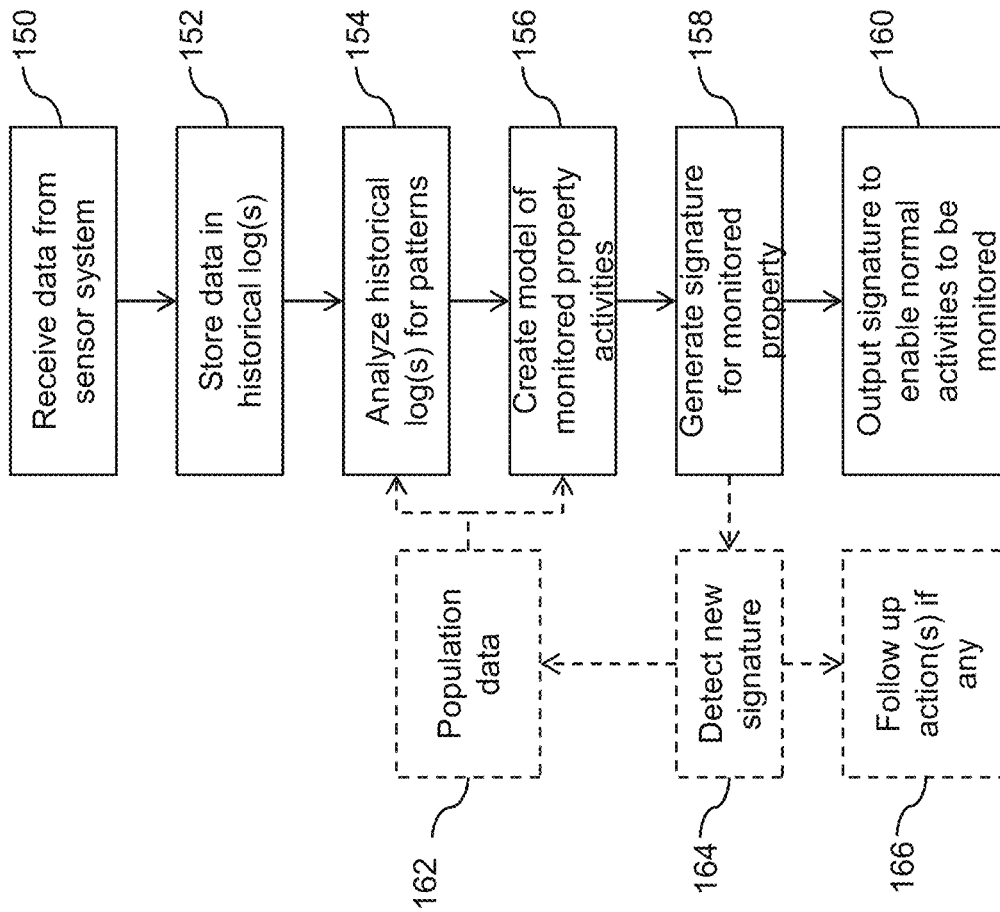 150
Receive data from
sensor system
152
Store data in
historical log(s)
154
Analyze historical
log(s) for patterns
156
Create model of
monitored property
activities
158
Generate signature
for monitored
property
160
Output signature to
enable normal
activities to be
monitored
162
Population
data
164
Detect new
signature
166
Follow up
action(s) if
any